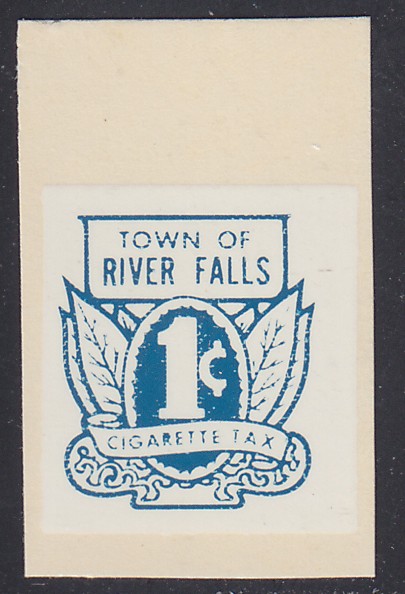 TOWN OF
RIVER FALLS
1¢
CIGARETTE TAX